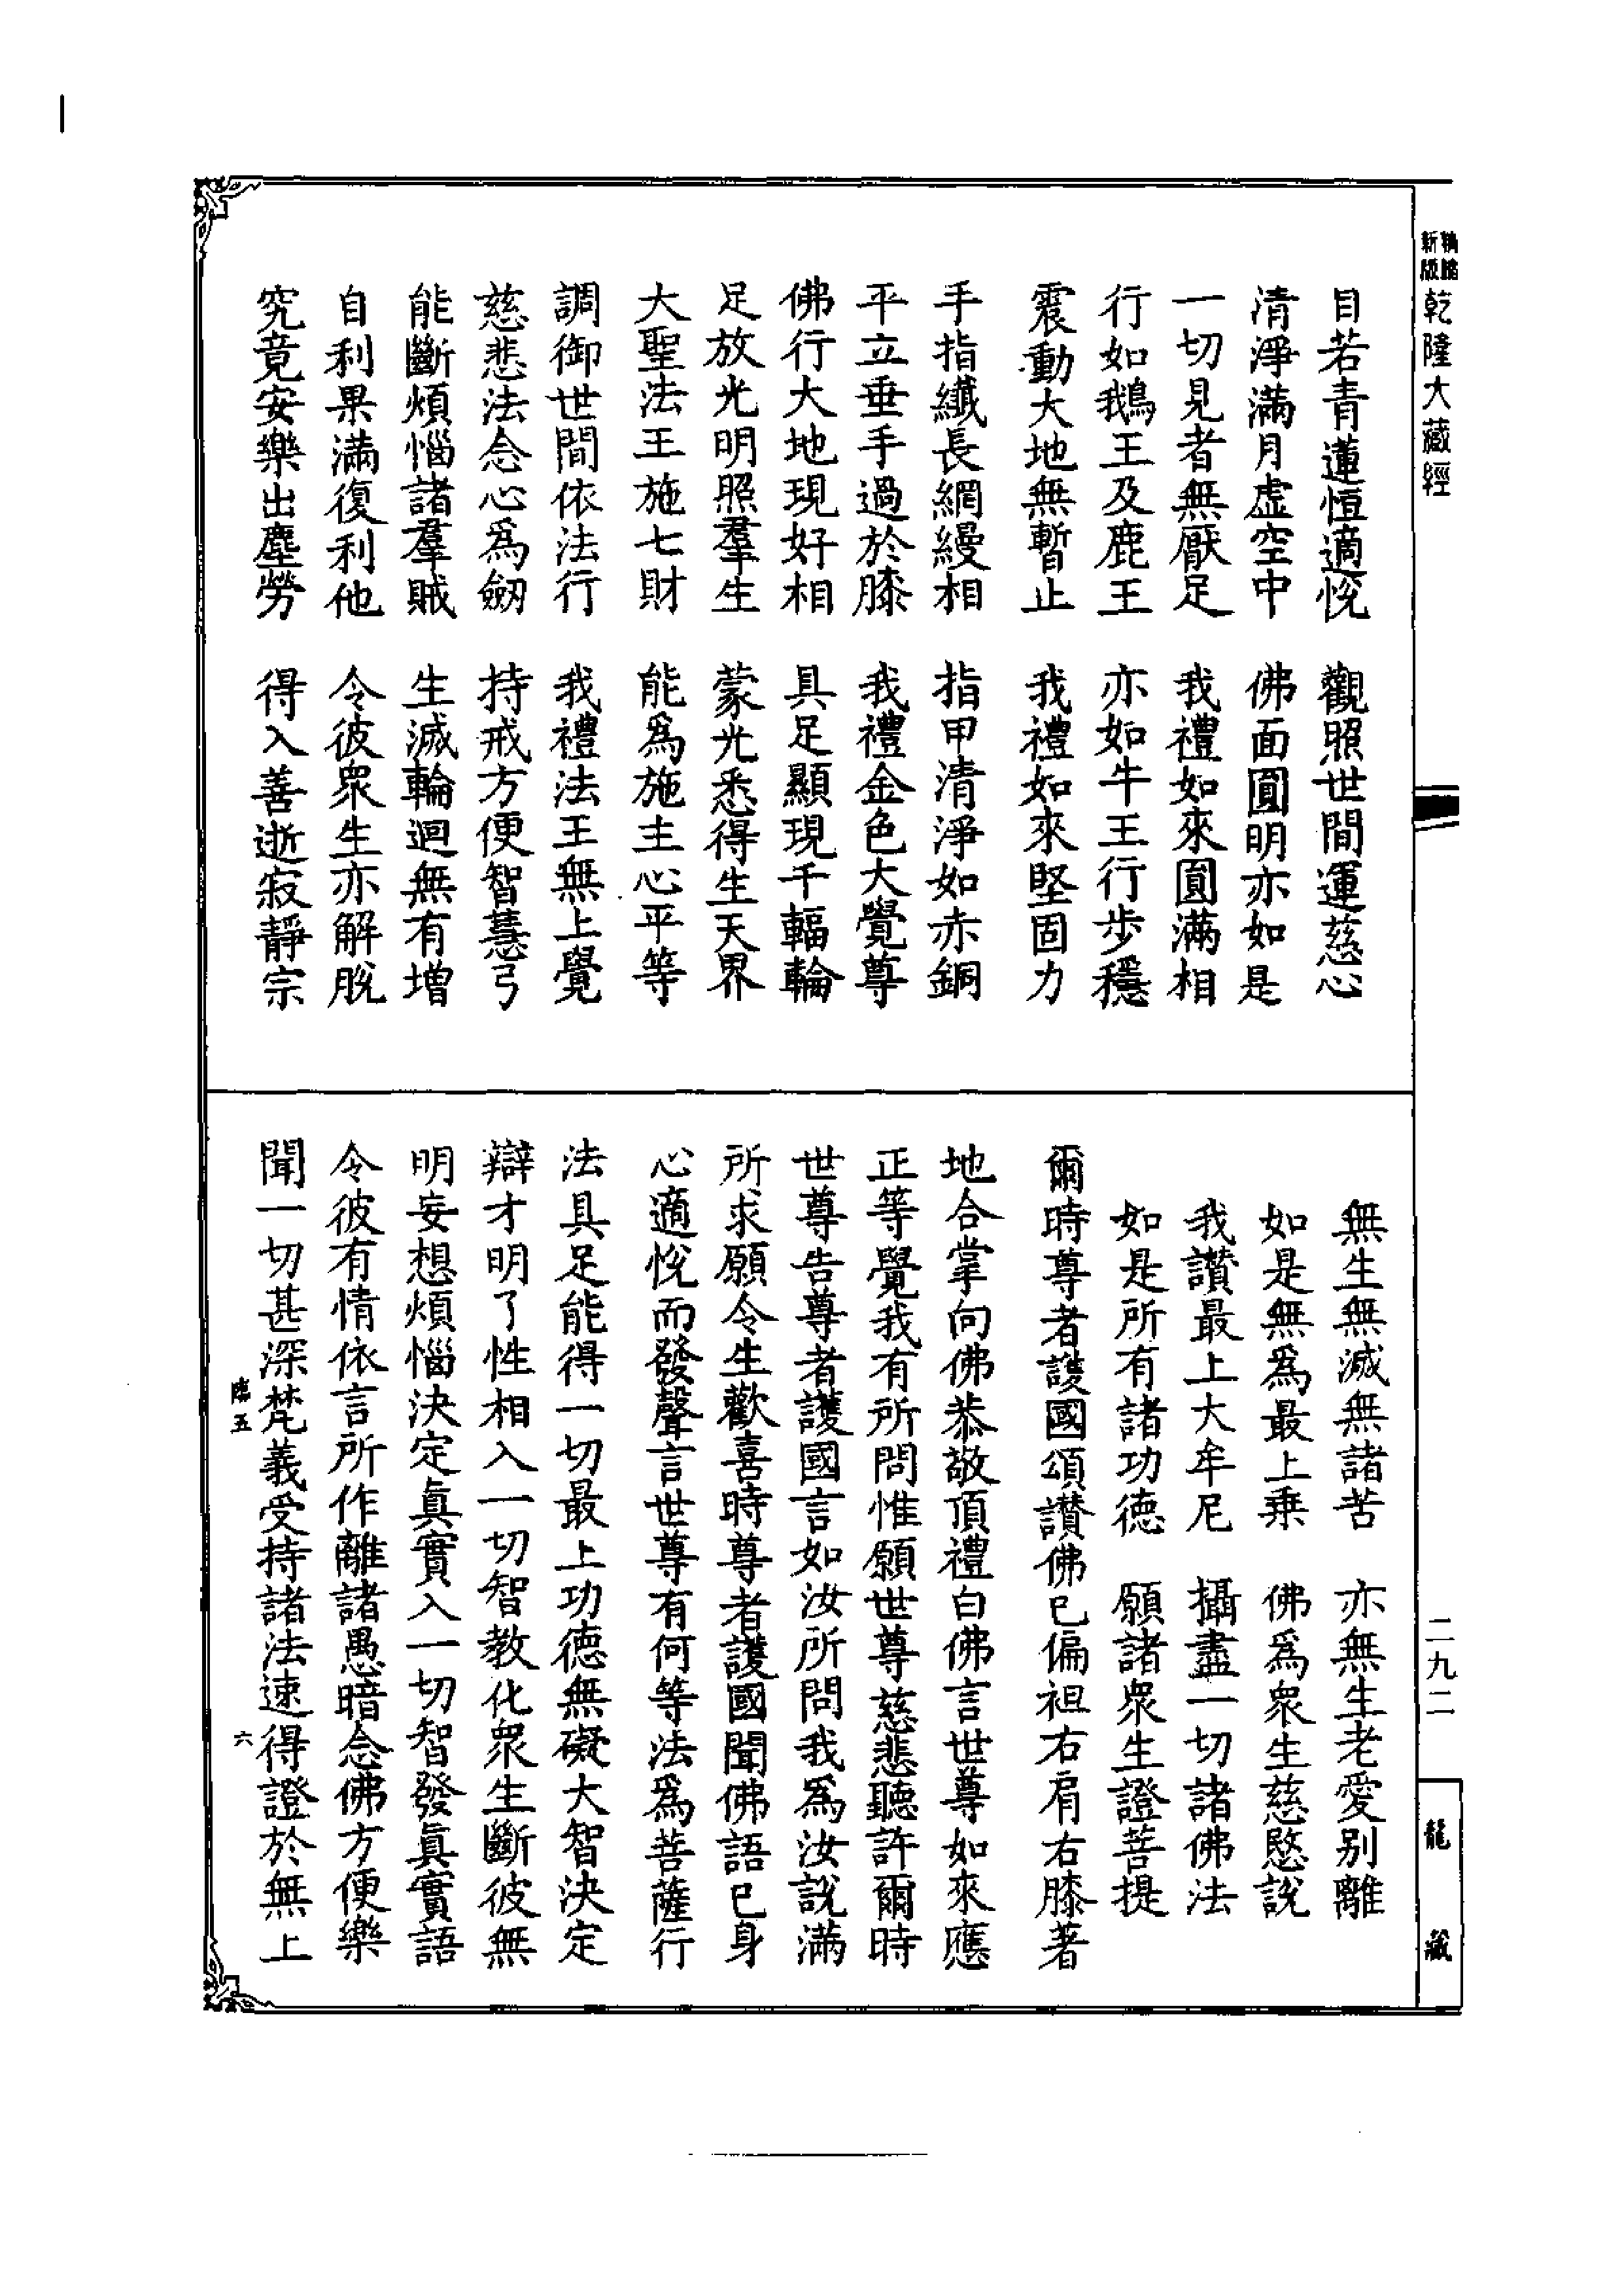 新版
乾隆大藏經
目若青蓮恒適悅　觀照世間運慈心
清淨滿月虛空中　佛面圓明亦如是
一切見者無厭足　我禮如來圓滿相
行如鵝王及鹿王　亦如牛王行步穩
震動大地無暫止　我禮如來堅固力
手指纖長網縵相　指甲清淨如赤銅
平立垂手過於膝　我禮金色大覺尊
佛行大地現好相　具足顯現千輻輪
足放光明照羣生　蒙光悉得生天界
大聖法王施七財　能爲施主心平等
調御世間依法行　我禮法王無上覺
慈悲法念心爲劒　持戒方便智慧弓
能斷煩惱諸羣賊　生滅輪迴無有增
自利果滿復利他　令彼衆生亦解脫
究竟安樂出塵勞　得入善逝寂靜宗
無生無滅無諸苦　亦無生老愛别離
如是無爲最上乘　佛爲衆生慈愍說
我讚最上大牟尼　攝盡一切諸佛法
如是所有諸功德　願諸衆生證菩提
爾時尊者護國頌讚佛已偏袒右肩右膝著
地合掌向佛恭敬頂禮白佛言世尊如來應
正等覺我有所問惟願世尊慈悲聽許爾時
世尊告尊者護國言如汝所問我爲汝說滿
所求願令生歡喜時尊者護國聞佛語已身
心適悅而發聲言世尊有何等法爲菩薩行
法具足能得一切最上功德無礙大智決定
辯才明了性相入一切智教化衆生斷彼無
明妄想煩惱決定眞實入一切智發眞實語
令彼有情依言所作離諸愚暗念佛方便樂
聞一切甚深梵義受持諸法速得證於無上
五
六
二九二
龍藏